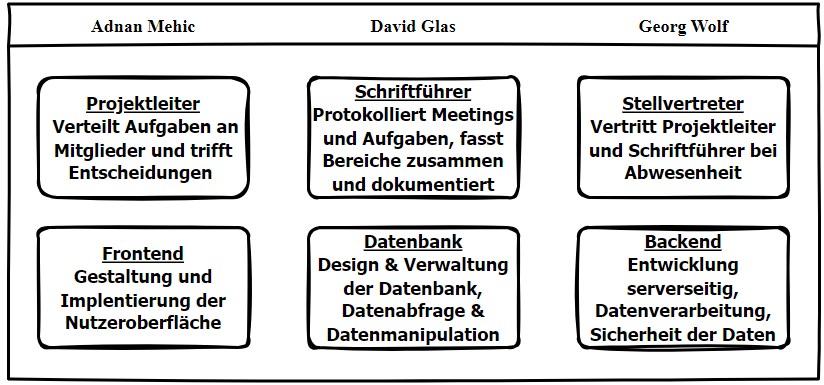 Adnan Mehic
David Glas
Georg Wolf
Projektleiter
Verteilt Aufgaben an
Mitglieder und trifft
Entscheidungen
Schriftführer
Protokolliert Meetings
und Aufgaben, fasst
Bereiche zusammen
und dokumentiert
Stellvertreter
Vertritt Projektleiter
und Schriftführer bei
Abwesenheit
Frontend
Gestaltung und
Implentierung der
Nutzeroberfläche
Datenbank
Design & Verwaltung
der Datenbank,
Datenabfrage &
Datenmanipulation
Backend
Entwicklung
serverseitig,
Datenverarbeitung,
Sicherheit der Daten